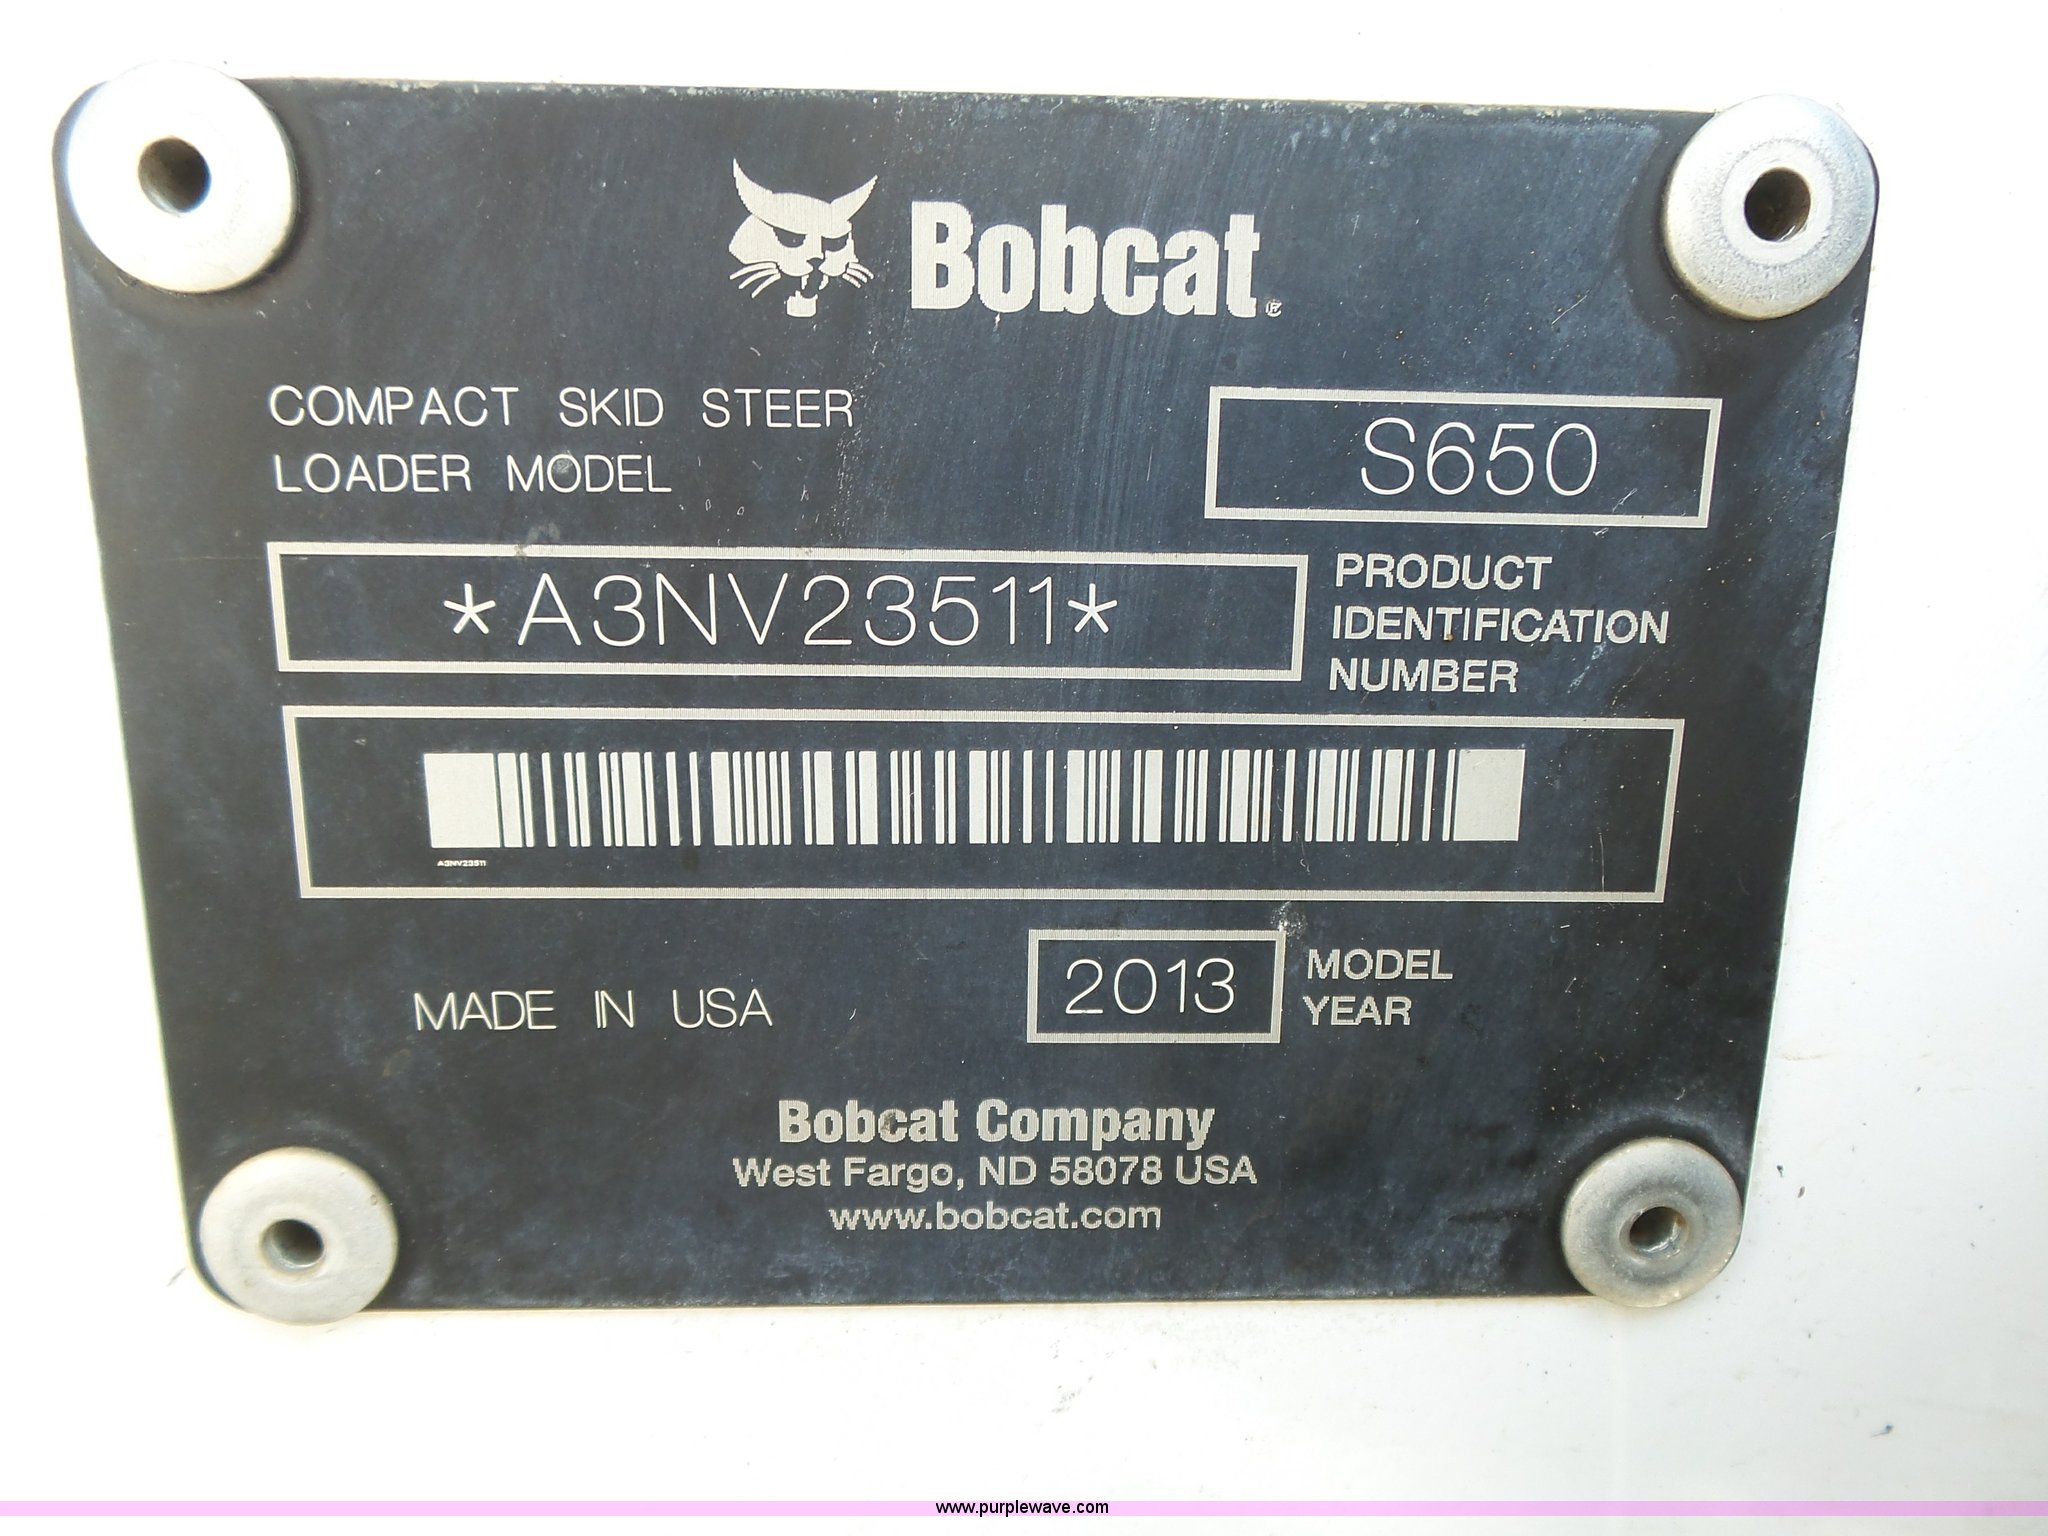 Bobcat®
COMPACT SKID STEER
LOADER MODEL
S650
*A3NV23511*
PRODUCT
IDENTIFICATION
NUMBER
A3NV23511
MADE IN USA
2013
MODEL
YEAR
Bobcat Company
West Fargo, ND 58078 USA
www.bobcat.com
www.purplewave.com